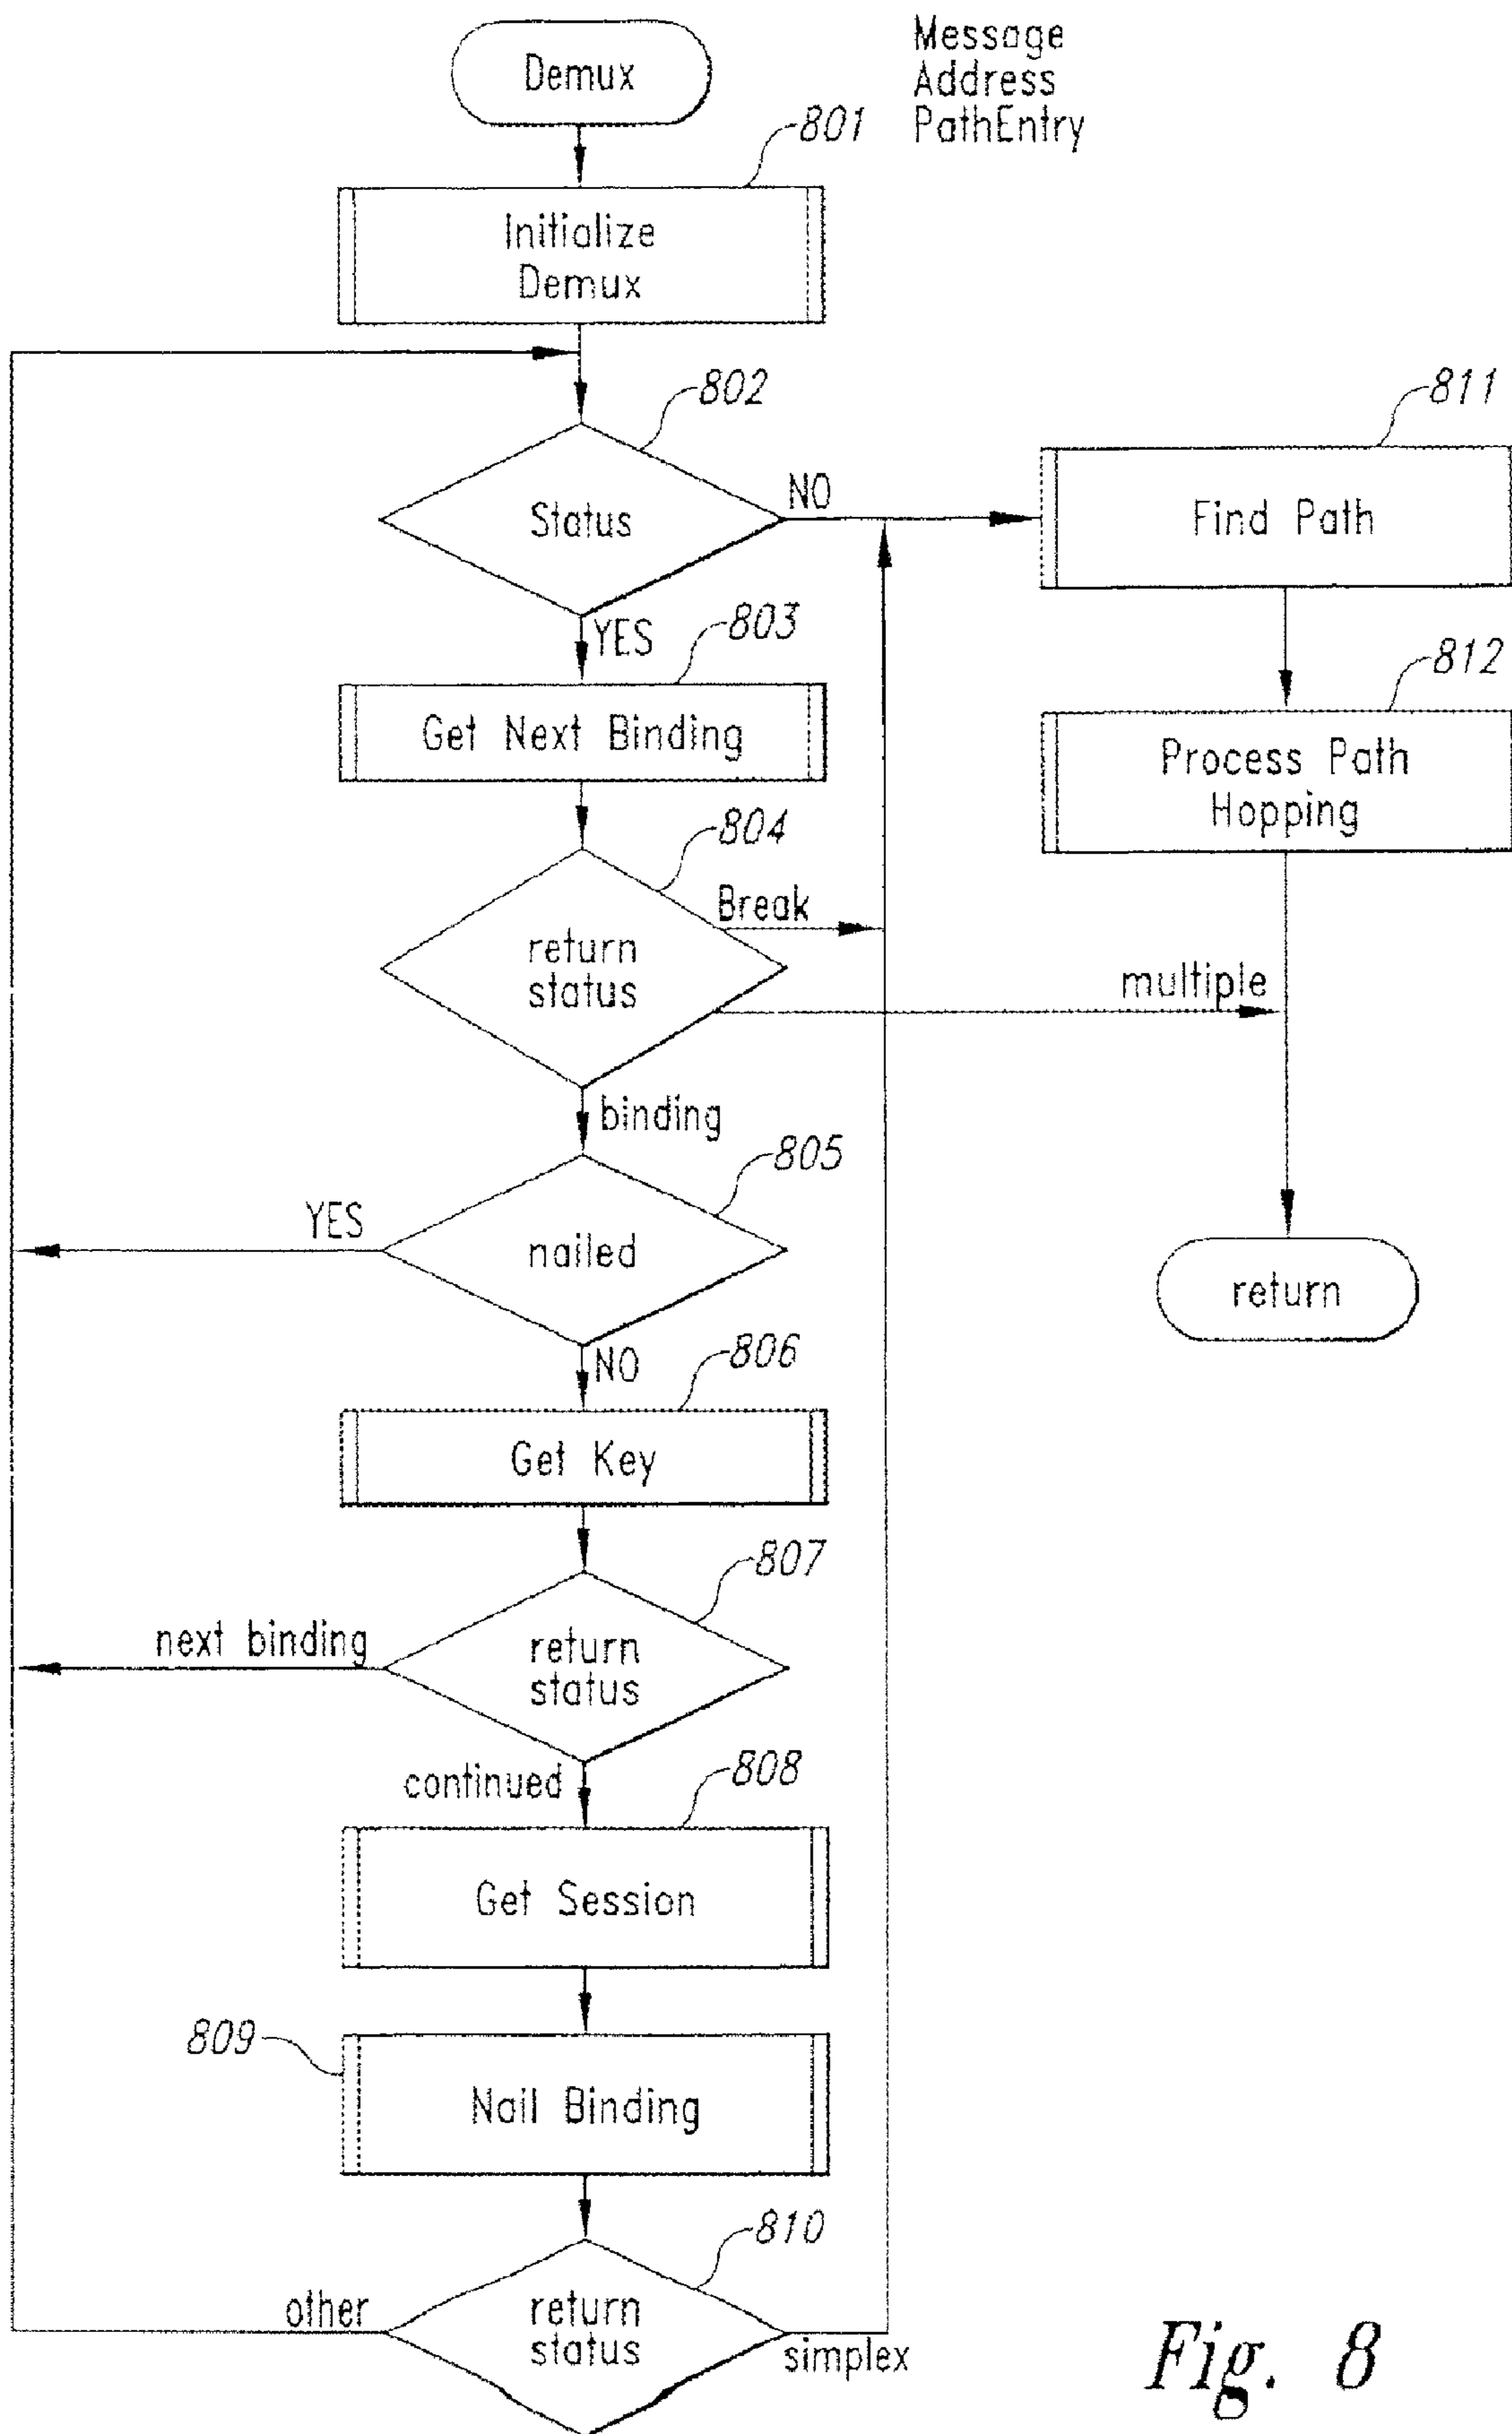 Demux
Message
Address
PathEntry
801
Initialize
Demux
802
Status
NO
811
Find Path
YES
803
Get Next Binding
812
Process Path
Hopping
804
return
status
Break
multiple
binding
805
nailed
YES
return
NO
806
Get Key
807
return
status
next binding
continued
808
Get Session
809
Nail Binding
810
return
status
other
simplex
Fig. 8